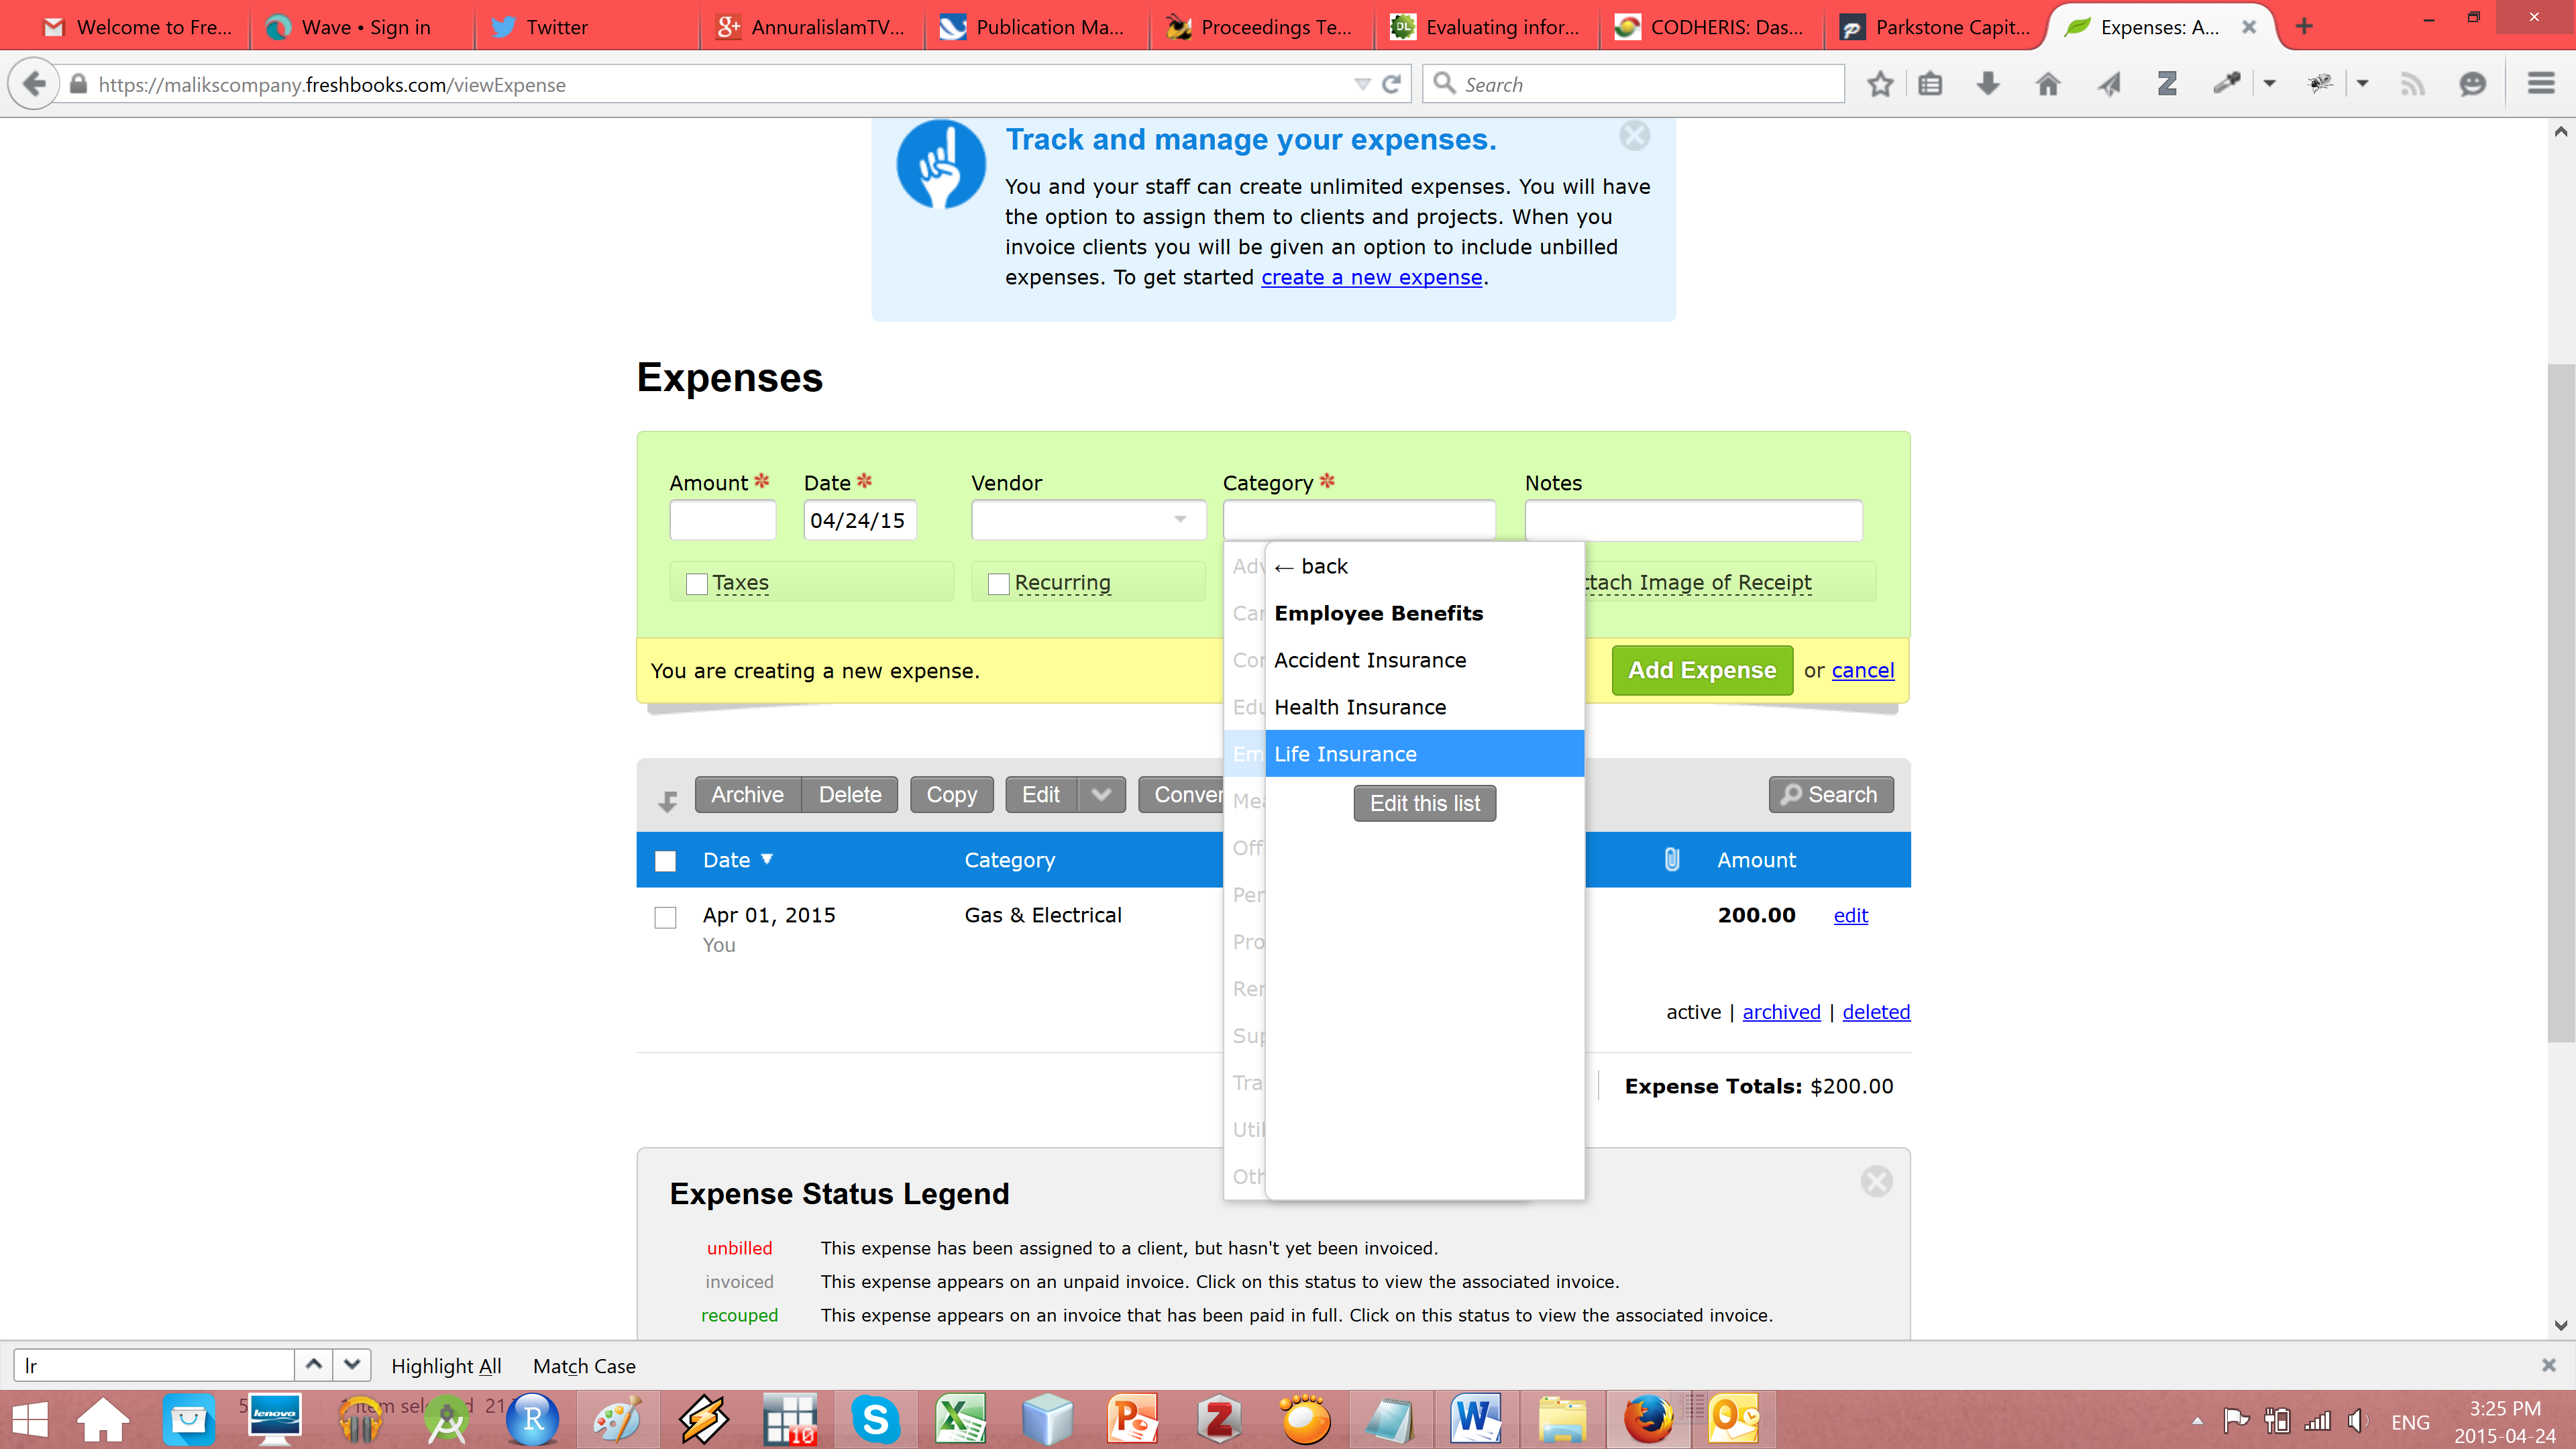 Welcome to Fre...
Wave • Sign in
Twitter
AnnuralislamTV...
Publication Ma...
Proceedings Te...
Evaluating infor...
CODHERIS: Das...
Parkstone Capit...
Expenses: A...
https://malikscompany.freshbooks.com/viewExpense
Search
Track and manage your expenses.
You and your staff can create unlimited expenses. You will have
the option to assign them to clients and projects. When you
invoice clients you will be given an option to include unbilled
expenses. To get started create a new expense.
Expenses
Amount * Date * Vendor Category * Notes
04/24/15
Taxes Recurring ttach Image of Receipt
Adv
Car
Cor
Edu
Em
Mea
Off
Per
Pro
Rer
Sup
Tra
Util
Oth
← back
Employee Benefits
Accident Insurance
Health Insurance
Life Insurance
Edit this list
You are creating a new expense. Add Expense or cancel
Archive Delete Copy Edit Conver Search
Date ▼ Category Amount
Apr 01, 2015 Gas & Electrical 200.00 edit
You
active | archived | deleted
Expense Totals: $200.00
Expense Status Legend
unbilled This expense has been assigned to a client, but hasn't yet been invoiced.
invoiced This expense appears on an unpaid invoice. Click on this status to view the associated invoice.
recouped This expense appears on an invoice that has been paid in full. Click on this status to view the associated invoice.
lr Highlight All Match Case
lenovo
10
ENG
3:25 PM
2015-04-24